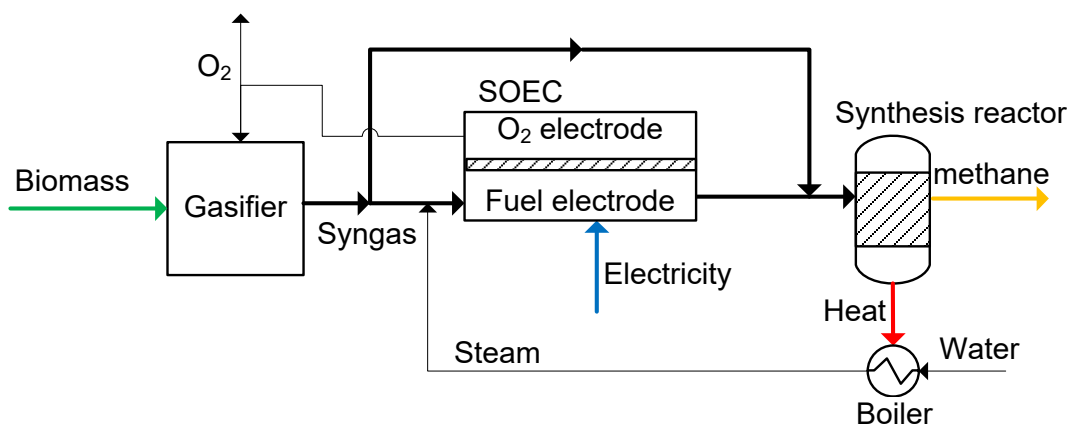 O₂
SOEC
O₂ electrode
Synthesis reactor
Biomass
Gasifier
Fuel electrode
methane
Syngas
Electricity
Heat
Steam
Water
Boiler